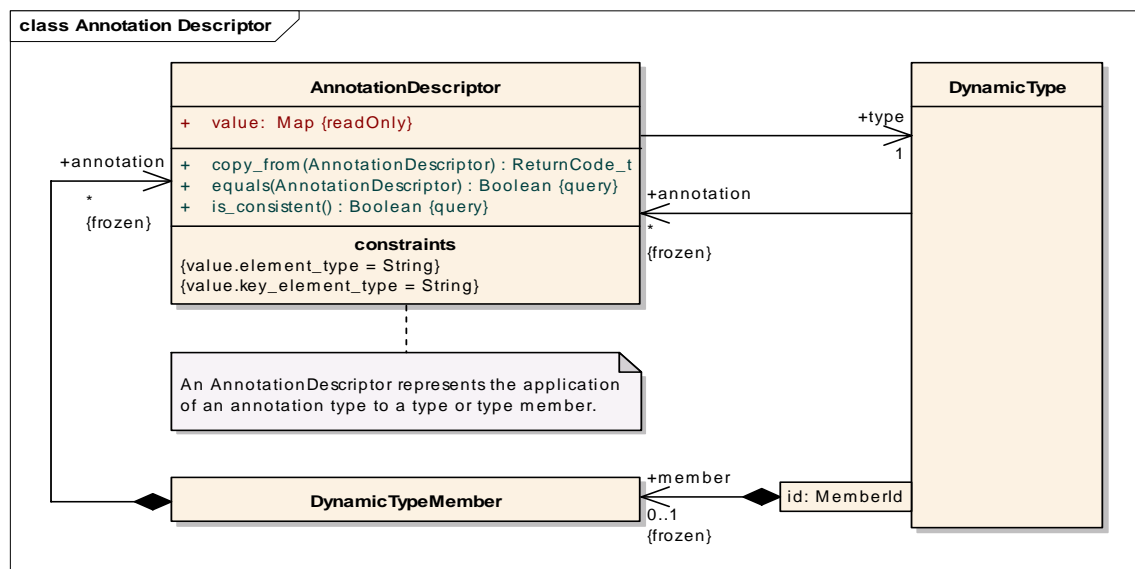 class Annotation Descriptor
AnnotationDescriptor
+ value: Map {readOnly}
+ copy_from(AnnotationDescriptor) : ReturnCode_t
+ equals(AnnotationDescriptor) : Boolean {query}
+ is_consistent() : Boolean {query}
constraints
{value.element_type = String}
{value.key_element_type = String}
DynamicType
+type
1
+annotation
*
{frozen}
+annotation
*
{frozen}
An AnnotationDescriptor represents the application
of an annotation type to a type or type member.
DynamicTypeMember
+member
0..1
{frozen}
id: MemberId